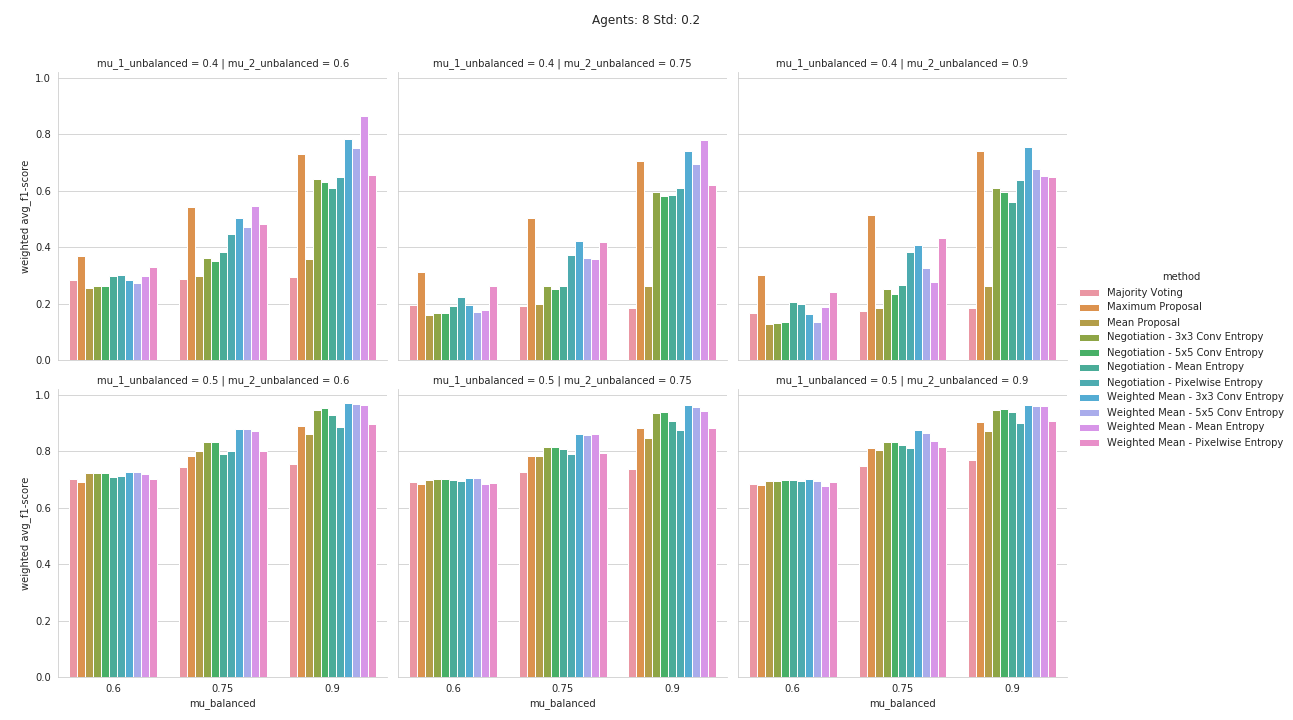 Agents: 8 Std: 0.2
mu_1_unbalanced = 0.4 | mu_2_unbalanced = 0.6
mu_1_unbalanced = 0.4 | mu_2_unbalanced = 0.75
mu_1_unbalanced = 0.4 | mu_2_unbalanced = 0.9
1.0
0.8
0.6
0.4
0.2
0.0
weighted avg_f1-score
mu_1_unbalanced = 0.5 | mu_2_unbalanced = 0.6
mu_1_unbalanced = 0.5 | mu_2_unbalanced = 0.75
mu_1_unbalanced = 0.5 | mu_2_unbalanced = 0.9
1.0
0.8
0.6
0.4
0.2
0.0
weighted avg_f1-score
0.6 0.75 0.9
mu_balanced
0.6 0.75 0.9
mu_balanced
0.6 0.75 0.9
mu_balanced
method
Majority Voting
Maximum Proposal
Mean Proposal
Negotiation - 3x3 Conv Entropy
Negotiation - 5x5 Conv Entropy
Negotiation - Mean Entropy
Negotiation - Pixelwise Entropy
Weighted Mean - 3x3 Conv Entropy
Weighted Mean - 5x5 Conv Entropy
Weighted Mean - Mean Entropy
Weighted Mean - Pixelwise Entropy